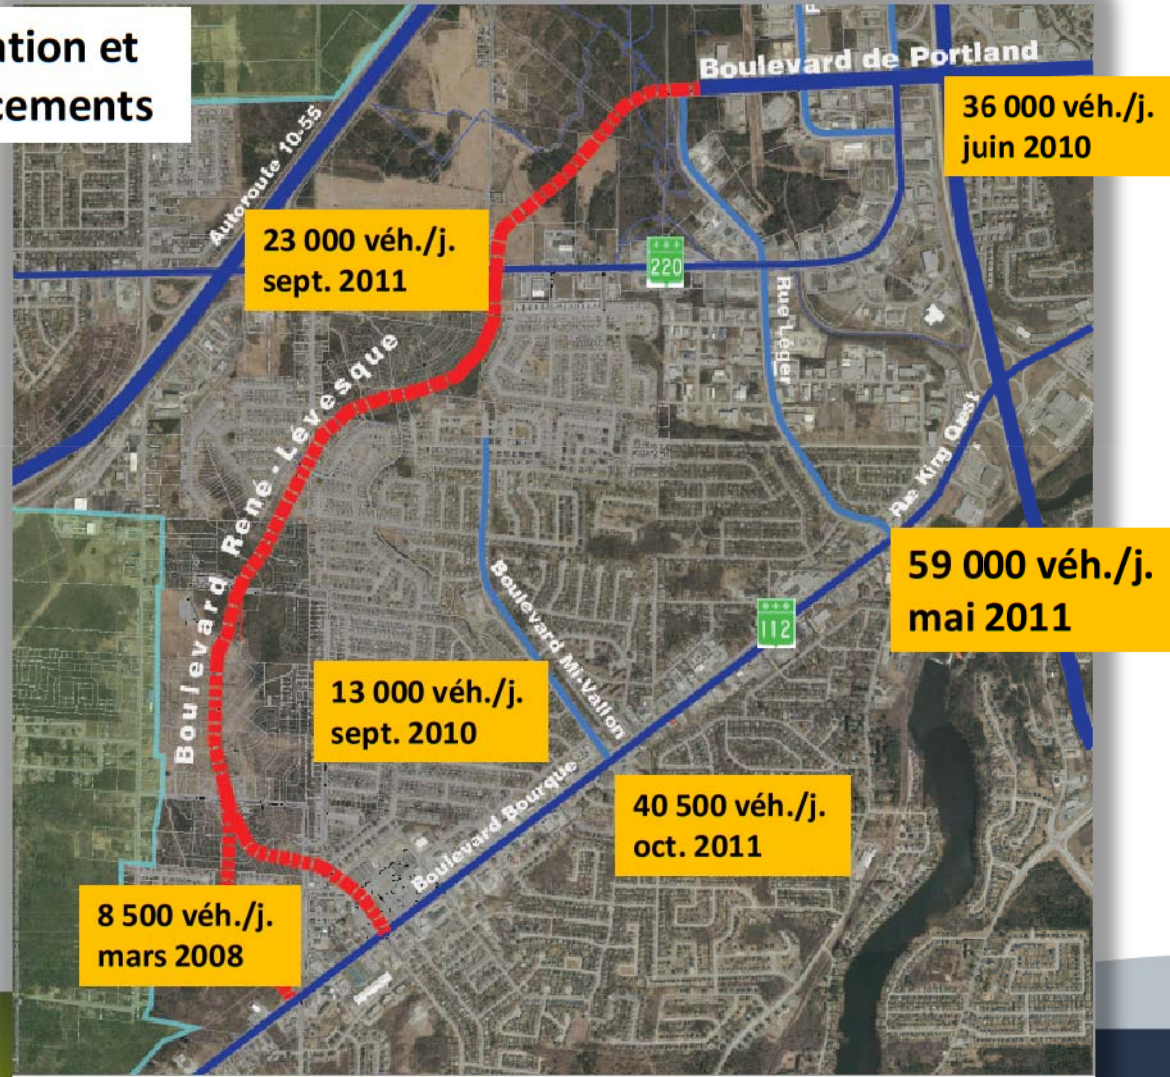 ation et
cements
Boulevard de Portland
36 000 véh./j.
juin 2010
Autoroute 10-55
23 000 véh./j.
sept. 2011
220
Rue Léger
Boulevard René-Lévesque
Rue King Ouest
59 000 véh./j.
mai 2011
112
Boulevard Mi-Vallon
13 000 véh./j.
sept. 2010
Boulevard Bourque
40 500 véh./j.
oct. 2011
8 500 véh./j.
mars 2008